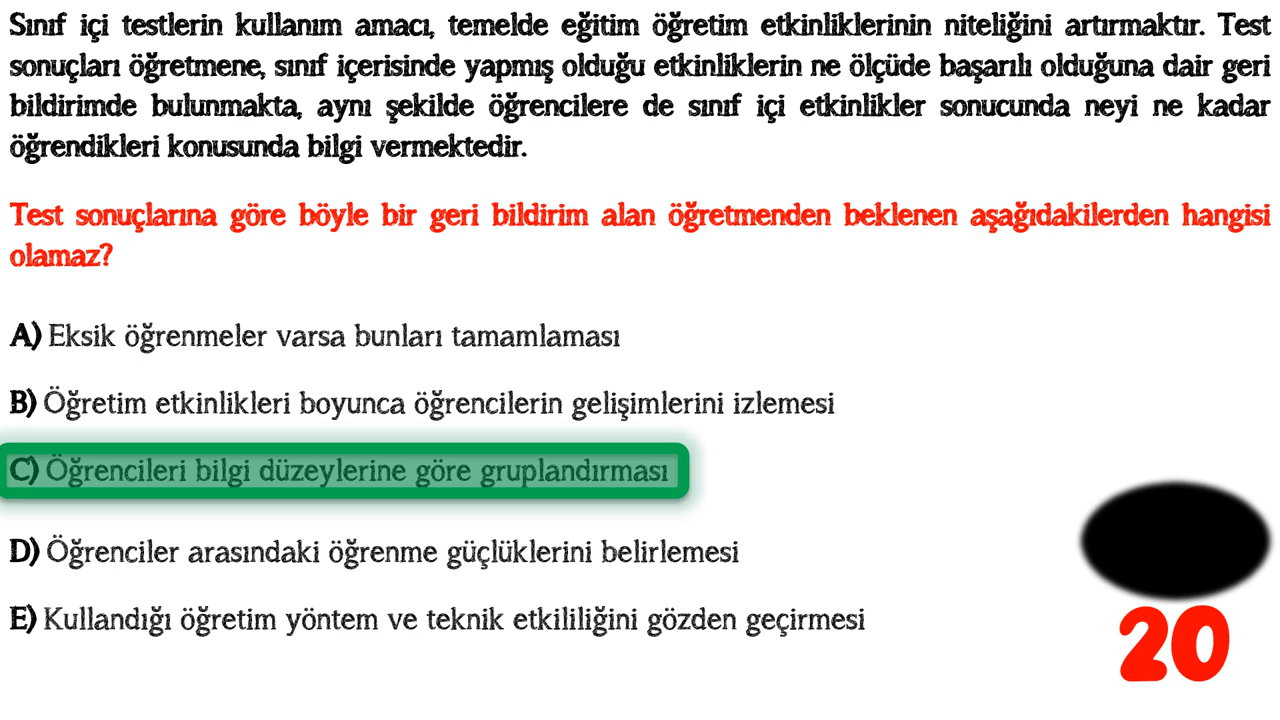 Sınıf içi testlerin kullanım amacı, temelde eğitim öğretim etkinliklerinin niteliğini artırmaktır. Test
sonuçları öğretmene, sınıf içerisinde yapmış olduğu etkinliklerin ne ölçüde başarılı olduğuna dair geri
bildirimde bulunmakta, aynı şekilde öğrencilere de sınıf içi etkinlikler sonucunda neyi ne kadar
öğrendikleri konusunda bilgi vermektedir.
Test sonuçlarına göre böyle bir geri bildirim alan öğretmenden beklenen aşağıdakilerden hangisi
olamaz?
A) Eksik öğrenmeler varsa bunları tamamlaması
B) Öğretim etkinlikleri boyunca öğrencilerin gelişimlerini izlemesi
C) Öğrencileri bilgi düzeylerine göre gruplandırması
D) Öğrenciler arasındaki öğrenme güçlüklerini belirlemesi
E) Kullandığı öğretim yöntem ve teknik etkililiğini gözden geçirmesi
20